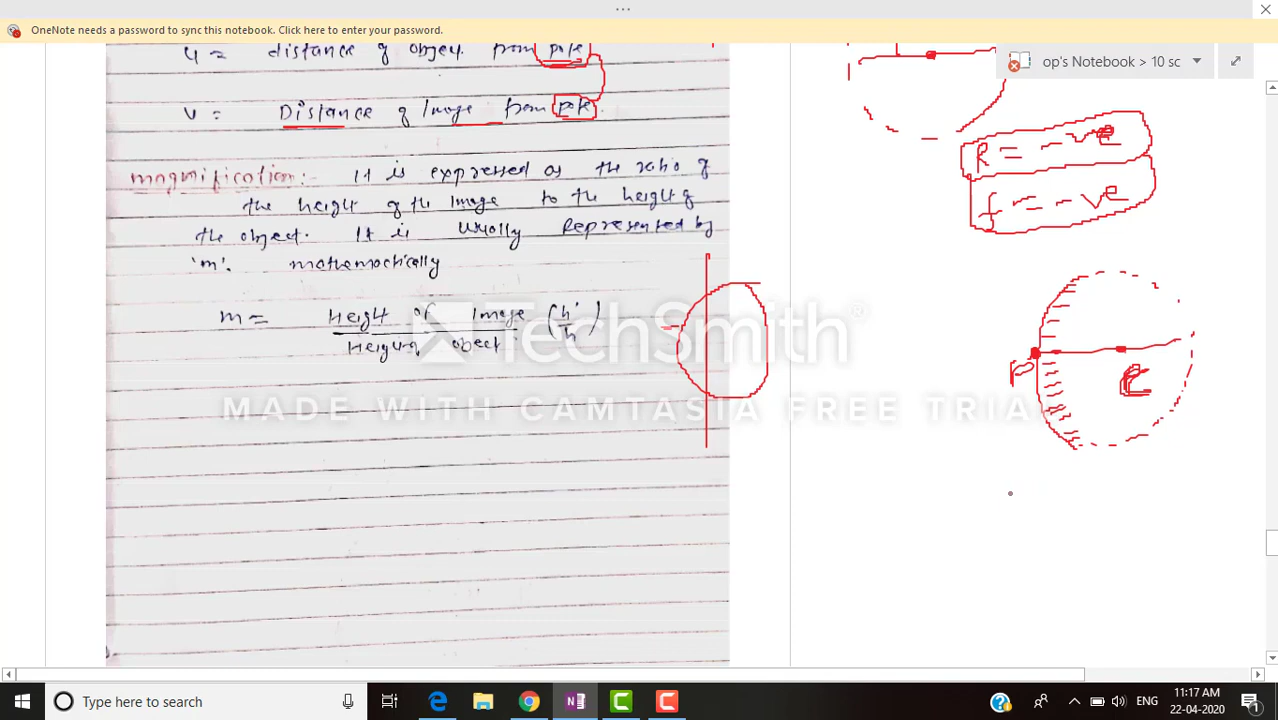 OneNote needs a password to sync this notebook. Click here to enter your password.
op's Notebook > 10 sc
u = distance of object from pole
v = Distance of Image from pole.
magnification:- It is expressed as the ratio of
the height of the Image to the height of
the object. It is usually Represented by
'm'. mathematically
m = Height of Image (h'
Height of object h)
R = - ve
f = - ve
P
C
TechSmith®
MADE WITH CAMTASIA FREE TRIAL
Type here to search
ENG
11:17 AM
22-04-2020
1